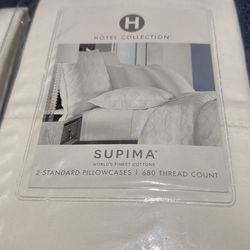 H
HOTEL COLLECTION®
SUPIMA®
WORLD'S FINEST COTTONS
2 STANDARD PILLOWCASES | 680 THREAD COUNT